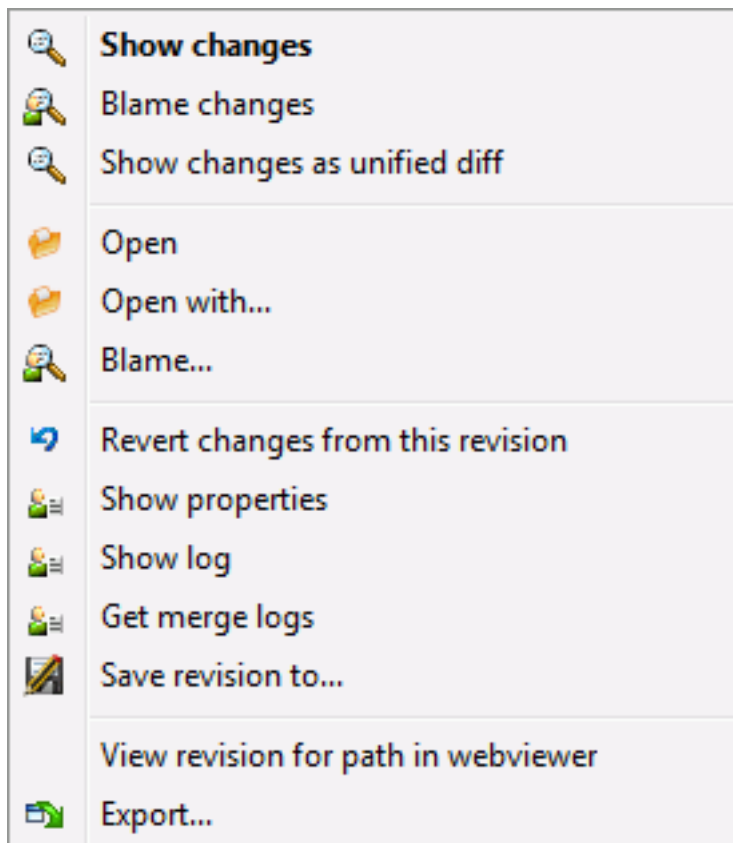 Show changes
Blame changes
Show changes as unified diff
Open
Open with...
Blame...
Revert changes from this revision
Show properties
Show log
Get merge logs
Save revision to...
View revision for path in webviewer
Export...